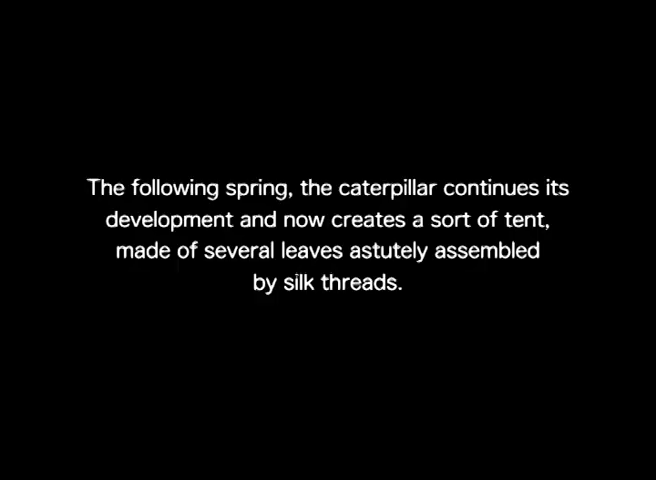 The following spring, the caterpillar continues its
development and now creates a sort of tent,
made of several leaves astutely assembled
by silk threads.